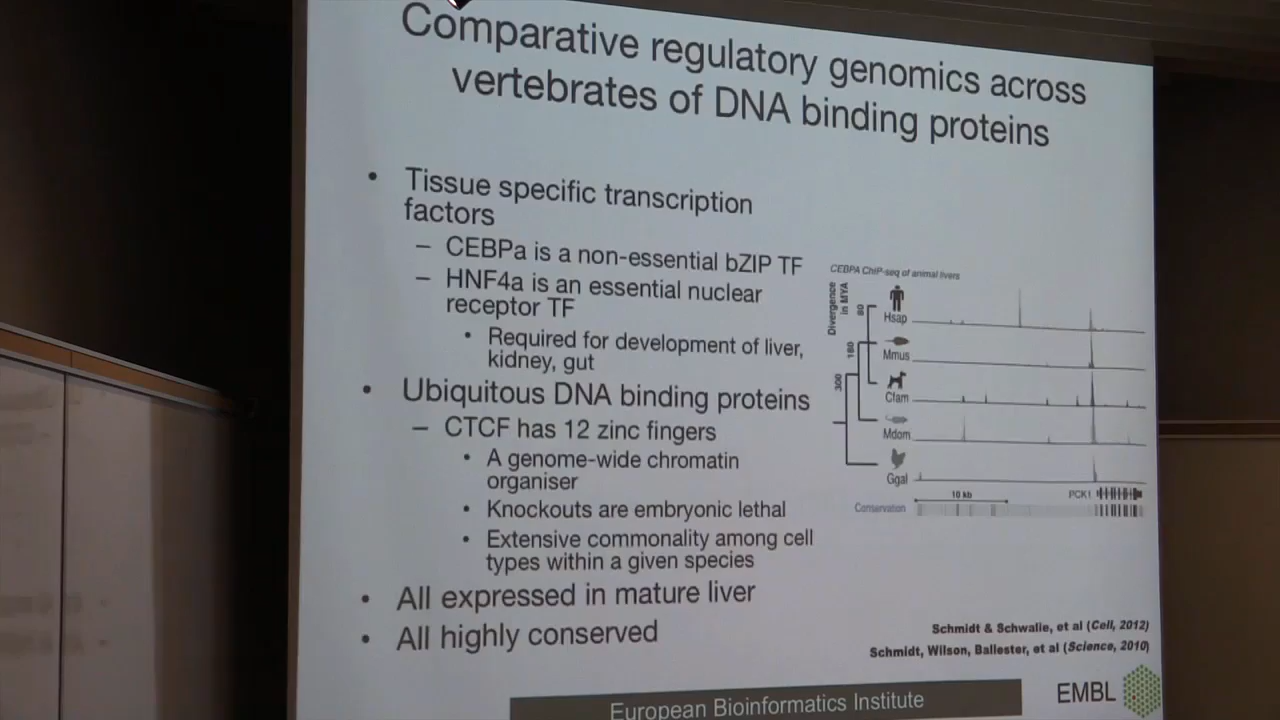 Comparative regulatory genomics across
vertebrates of DNA binding proteins
• Tissue specific transcription
factors
– CEBPa is a non-essential bZIP TF
– HNF4a is an essential nuclear
receptor TF
• Required for development of liver,
kidney, gut
• Ubiquitous DNA binding proteins
– CTCF has 12 zinc fingers
• A genome-wide chromatin
organiser
• Knockouts are embryonic lethal
• Extensive commonality among cell
types within a given species
• All expressed in mature liver
• All highly conserved
CEBPA ChIP-seq of animal livers
Divergence
in MYA
80
180
300
Hsap
Mmus
Cfam
Mdom
Ggal
10 kb
PCK1
Conservation
Schmidt & Schwalie, et al (Cell, 2012)
Schmidt, Wilson, Ballester, et al (Science, 2010)
European Bioinformatics Institute
EMBL